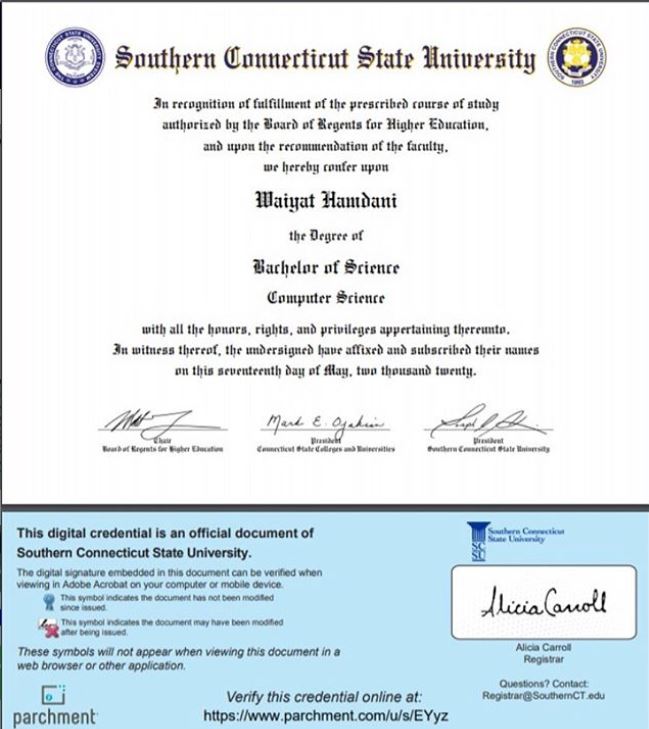 Southern Connecticut State University
In recognition of fulfillment of the prescribed course of study
authorized by the Board of Regents for Higher Education,
and upon the recommendation of the faculty,
we hereby confer upon
Waiyat Hamdani
the Degree of
Bachelor of Science
Computer Science
with all the honors, rights, and privileges appertaining thereunto.
In witness thereof, the undersigned have affixed and subscribed their names
on this seventeenth day of May, two thousand twenty.
Mark E. Ojakian
Chair
Board of Regents for Higher Education
President
Connecticut State Colleges and Universities
President
Southern Connecticut State University
This digital credential is an official document of
Southern Connecticut State University.
The digital signature embedded in this document can be verified when
viewing in Adobe Acrobat on your computer or mobile device.
This symbol indicates the document has not been modified
since issued.
This symbol indicates the document may have been modified
after being issued.
These symbols will not appear when viewing this document in a
web browser or other application.
parchment
Verify this credential online at:
https://www.parchment.com/u/s/EYyz
Southern Connecticut
State University
SC
SU
Alicia Carroll
Alicia Carroll
Registrar
Questions? Contact:
Registrar@SouthernCT.edu